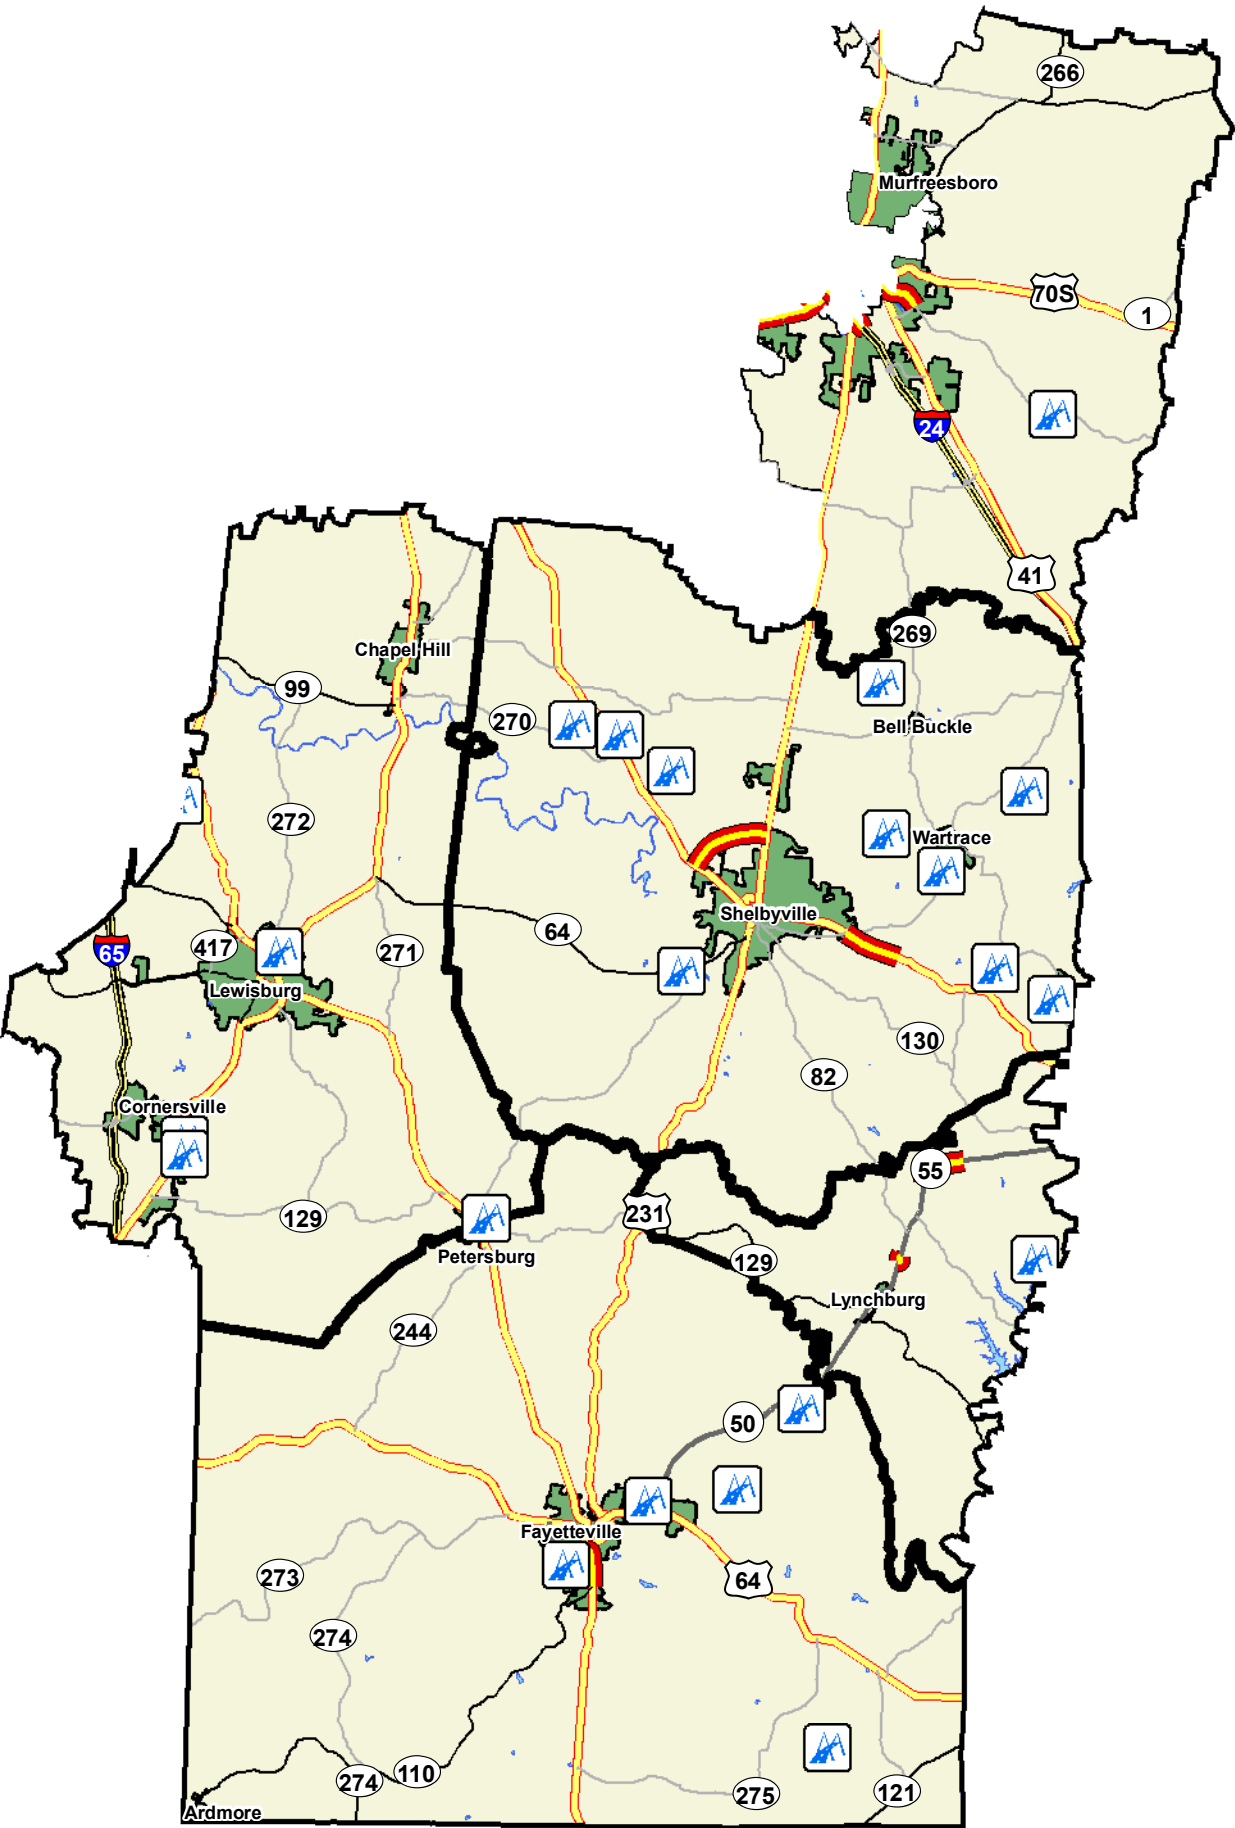 266
Murfreesboro
70S
1
24
41
269
Chapel Hill
99
270
Bell Buckle
272
Wartrace
Shelbyville
64
417
65
271
Lewisburg
130
82
Cornersville
55
129
231
Petersburg
129
Lynchburg
244
50
Fayetteville
273
64
274
110
274
275
121
Ardmore